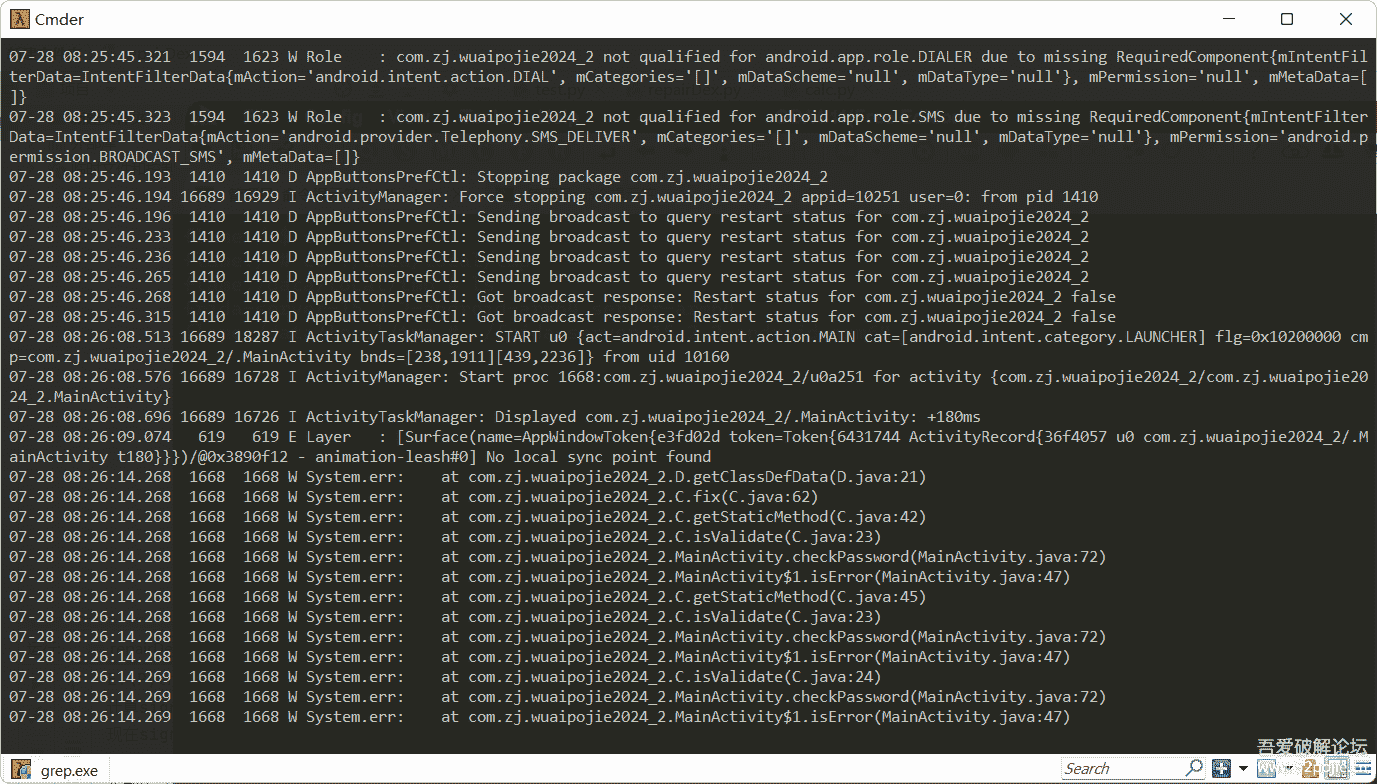 Cmder
07-28 08:25:45.321  1594  1623 W Role    : com.zj.wuaipojie2024_2 not qualified for android.app.role.DIALER due to missing RequiredComponent{mIntentFil
terData=IntentFilterData{mAction='android.intent.action.DIAL', mCategories='[]', mDataScheme='null', mDataType='null'}, mPermission='null', mMetaData=[
]}
07-28 08:25:45.323  1594  1623 W Role    : com.zj.wuaipojie2024_2 not qualified for android.app.role.SMS due to missing RequiredComponent{mIntentFilter
Data=IntentFilterData{mAction='android.provider.Telephony.SMS_DELIVER', mCategories='[]', mDataScheme='null', mDataType='null'}, mPermission='android.p
ermission.BROADCAST_SMS', mMetaData=[]}
07-28 08:25:46.193  1410  1410 D AppButtonsPrefCtl: Stopping package com.zj.wuaipojie2024_2
07-28 08:25:46.194 16689 16929 I ActivityManager: Force stopping com.zj.wuaipojie2024_2 appid=10251 user=0: from pid 1410
07-28 08:25:46.196  1410  1410 D AppButtonsPrefCtl: Sending broadcast to query restart status for com.zj.wuaipojie2024_2
07-28 08:25:46.233  1410  1410 D AppButtonsPrefCtl: Sending broadcast to query restart status for com.zj.wuaipojie2024_2
07-28 08:25:46.236  1410  1410 D AppButtonsPrefCtl: Sending broadcast to query restart status for com.zj.wuaipojie2024_2
07-28 08:25:46.265  1410  1410 D AppButtonsPrefCtl: Sending broadcast to query restart status for com.zj.wuaipojie2024_2
07-28 08:25:46.268  1410  1410 D AppButtonsPrefCtl: Got broadcast response: Restart status for com.zj.wuaipojie2024_2 false
07-28 08:25:46.315  1410  1410 D AppButtonsPrefCtl: Got broadcast response: Restart status for com.zj.wuaipojie2024_2 false
07-28 08:26:08.513 16689 18287 I ActivityTaskManager: START u0 {act=android.intent.action.MAIN cat=[android.intent.category.LAUNCHER] flg=0x10200000 cm
p=com.zj.wuaipojie2024_2/.MainActivity bnds=[238,1911][439,2236]} from uid 10160
07-28 08:26:08.576 16689 16728 I ActivityManager: Start proc 1668:com.zj.wuaipojie2024_2/u0a251 for activity {com.zj.wuaipojie2024_2/com.zj.wuaipojie20
24_2.MainActivity}
07-28 08:26:08.696 16689 16726 I ActivityTaskManager: Displayed com.zj.wuaipojie2024_2/.MainActivity: +180ms
07-28 08:26:09.074   619   619 E Layer   : [Surface(name=AppWindowToken{e3fd02d token=Token{6431744 ActivityRecord{36f4057 u0 com.zj.wuaipojie2024_2/.M
ainActivity t180}}})/@0x3890f12 - animation-leash#0] No local sync point found
07-28 08:26:14.268  1668  1668 W System.err:    at com.zj.wuaipojie2024_2.D.getClassDefData(D.java:21)
07-28 08:26:14.268  1668  1668 W System.err:    at com.zj.wuaipojie2024_2.C.fix(C.java:62)
07-28 08:26:14.268  1668  1668 W System.err:    at com.zj.wuaipojie2024_2.C.getStaticMethod(C.java:42)
07-28 08:26:14.268  1668  1668 W System.err:    at com.zj.wuaipojie2024_2.C.isValidate(C.java:23)
07-28 08:26:14.268  1668  1668 W System.err:    at com.zj.wuaipojie2024_2.MainActivity.checkPassword(MainActivity.java:72)
07-28 08:26:14.268  1668  1668 W System.err:    at com.zj.wuaipojie2024_2.MainActivity$1.isError(MainActivity.java:47)
07-28 08:26:14.268  1668  1668 W System.err:    at com.zj.wuaipojie2024_2.C.getStaticMethod(C.java:45)
07-28 08:26:14.268  1668  1668 W System.err:    at com.zj.wuaipojie2024_2.C.isValidate(C.java:23)
07-28 08:26:14.268  1668  1668 W System.err:    at com.zj.wuaipojie2024_2.MainActivity.checkPassword(MainActivity.java:72)
07-28 08:26:14.268  1668  1668 W System.err:    at com.zj.wuaipojie2024_2.MainActivity$1.isError(MainActivity.java:47)
07-28 08:26:14.269  1668  1668 W System.err:    at com.zj.wuaipojie2024_2.C.isValidate(C.java:24)
07-28 08:26:14.269  1668  1668 W System.err:    at com.zj.wuaipojie2024_2.MainActivity.checkPassword(MainActivity.java:72)
07-28 08:26:14.269  1668  1668 W System.err:    at com.zj.wuaipojie2024_2.MainActivity$1.isError(MainActivity.java:47)
吾爱破解论坛
grep.exe
Search